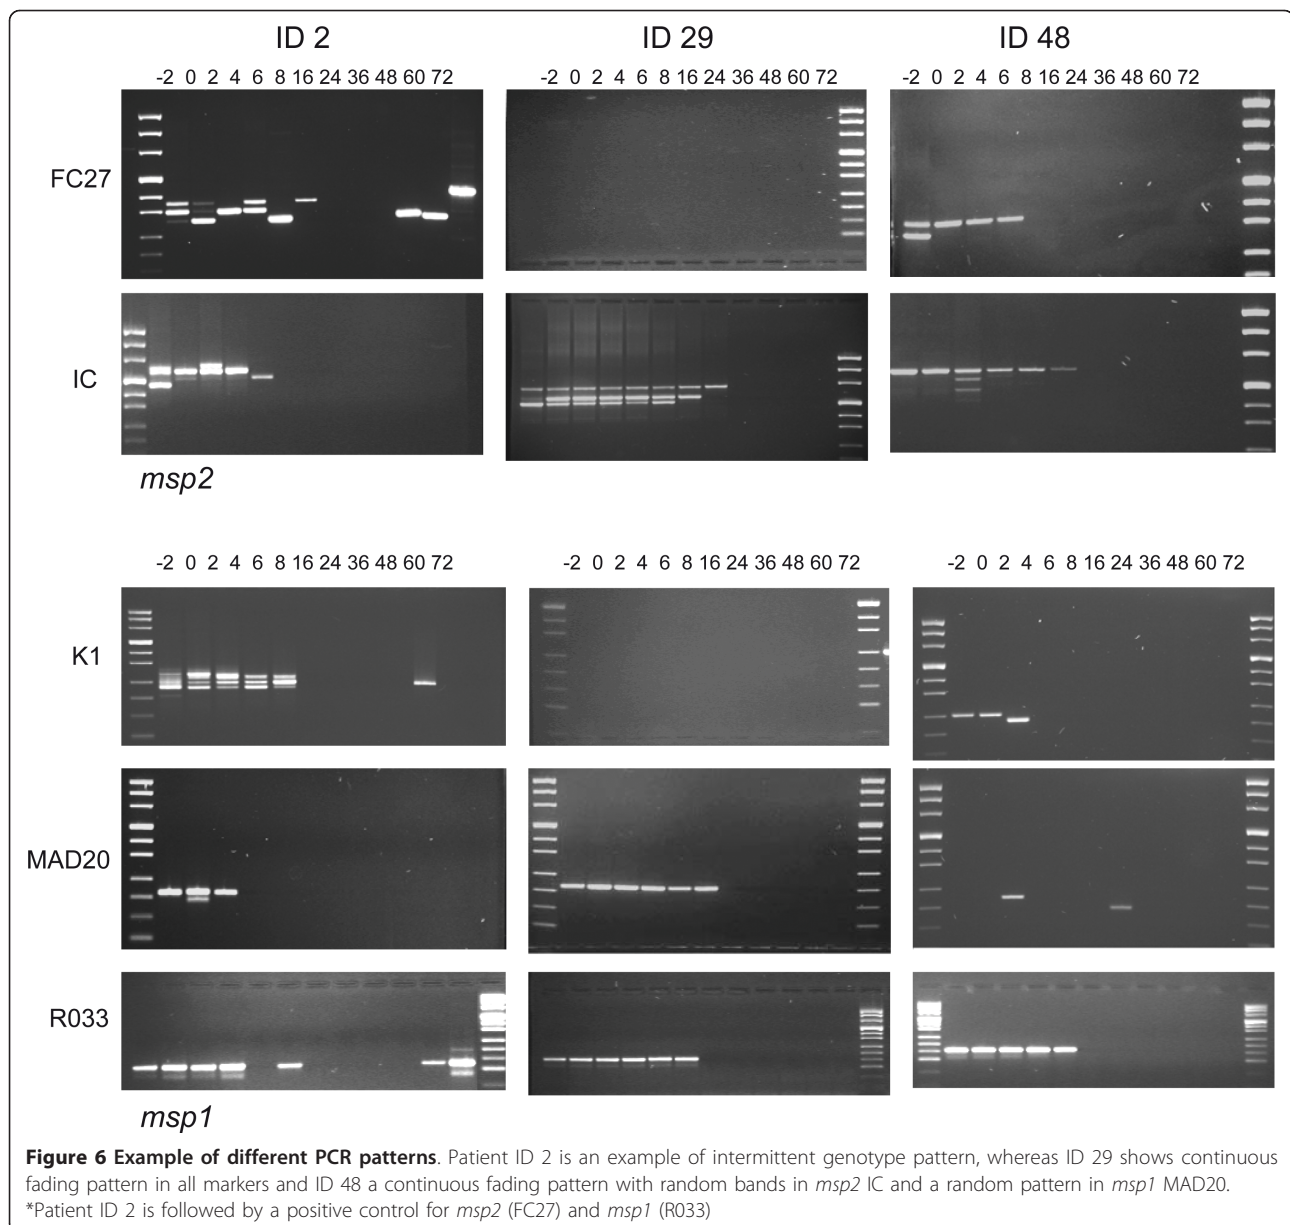 ID 2 ID 29 ID 48
-2 0 2 4 6 8 16 24 36 48 60 72 -2 0 2 4 6 8 16 24 36 48 60 72 -2 0 2 4 6 8 16 24 36 48 60 72
FC27
IC
msp2
-2 0 2 4 6 8 16 24 36 48 60 72 -2 0 2 4 6 8 16 24 36 48 60 72 -2 0 2 4 6 8 16 24 36 48 60 72
K1
MAD20
R033
msp1
Figure 6 Example of different PCR patterns. Patient ID 2 is an example of intermittent genotype pattern, whereas ID 29 shows continuous
fading pattern in all markers and ID 48 a continuous fading pattern with random bands in msp2 IC and a random pattern in msp1 MAD20.
*Patient ID 2 is followed by a positive control for msp2 (FC27) and msp1 (R033)